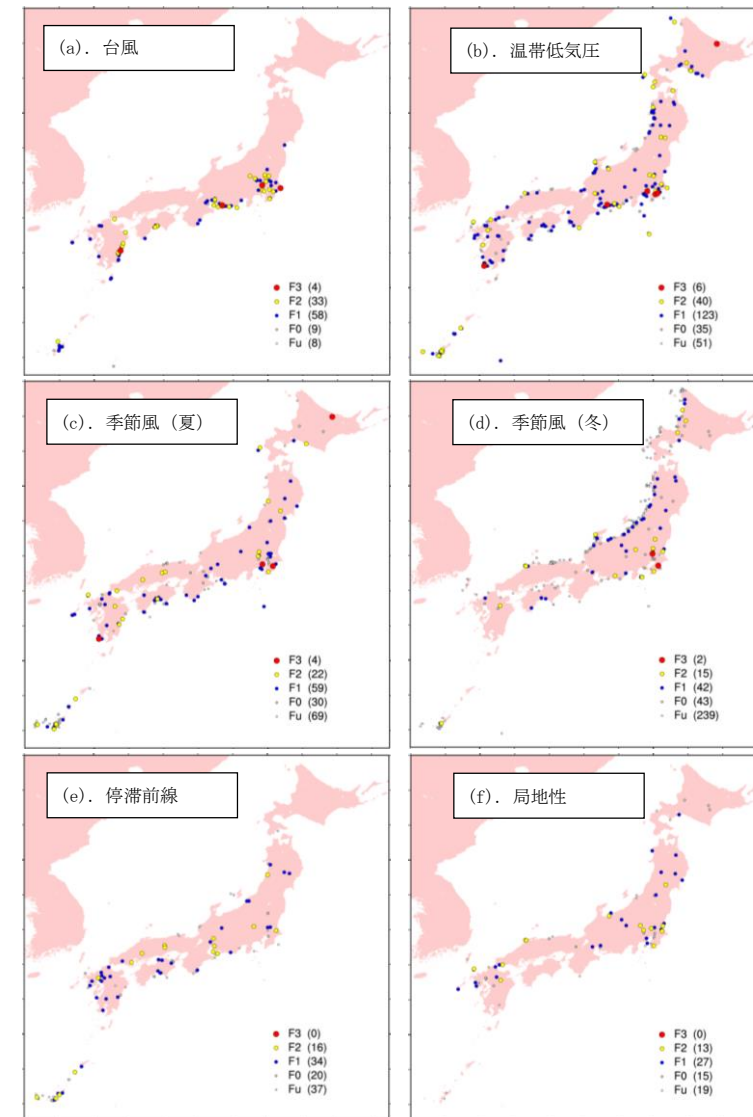 (a). 台風
F3 (4)
F2 (33)
F1 (58)
F0 (9)
Fu (8)
(b). 温帯低気圧
F3 (6)
F2 (40)
F1 (123)
F0 (35)
Fu (51)
(c). 季節風 (夏)
F3 (4)
F2 (22)
F1 (59)
F0 (30)
Fu (69)
(d). 季節風 (冬)
F3 (2)
F2 (15)
F1 (42)
F0 (43)
Fu (239)
(e). 停滞前線
F3 (0)
F2 (16)
F1 (34)
F0 (20)
Fu (37)
(f). 局地性
F3 (0)
F2 (13)
F1 (27)
F0 (15)
Fu (19)